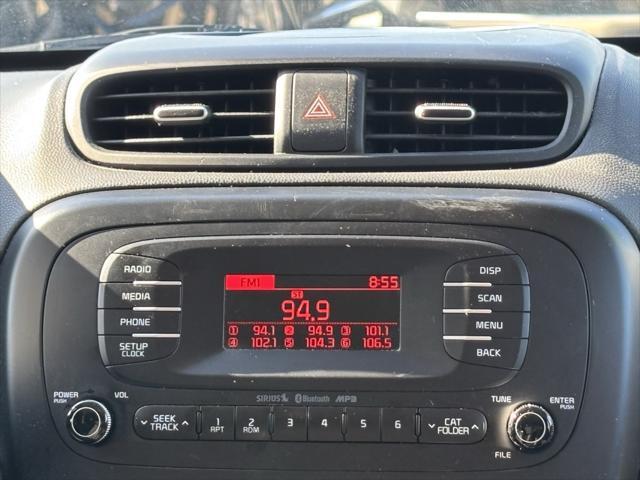 RADIO
MEDIA
PHONE
SETUP
CLOCK
FM1 8:55
ST
94.9
1 94.1 2 94.9 3 101.1
4 102.1 5 104.3 6 106.5
DISP
SCAN
MENU
BACK
SIRIUS Bluetooth MP3
POWER
PUSH
VOL
SEEK
TRACK
1
RPT
2
RDM
3
4
5
6
CAT
FOLDER
TUNE
ENTER
PUSH
FILE